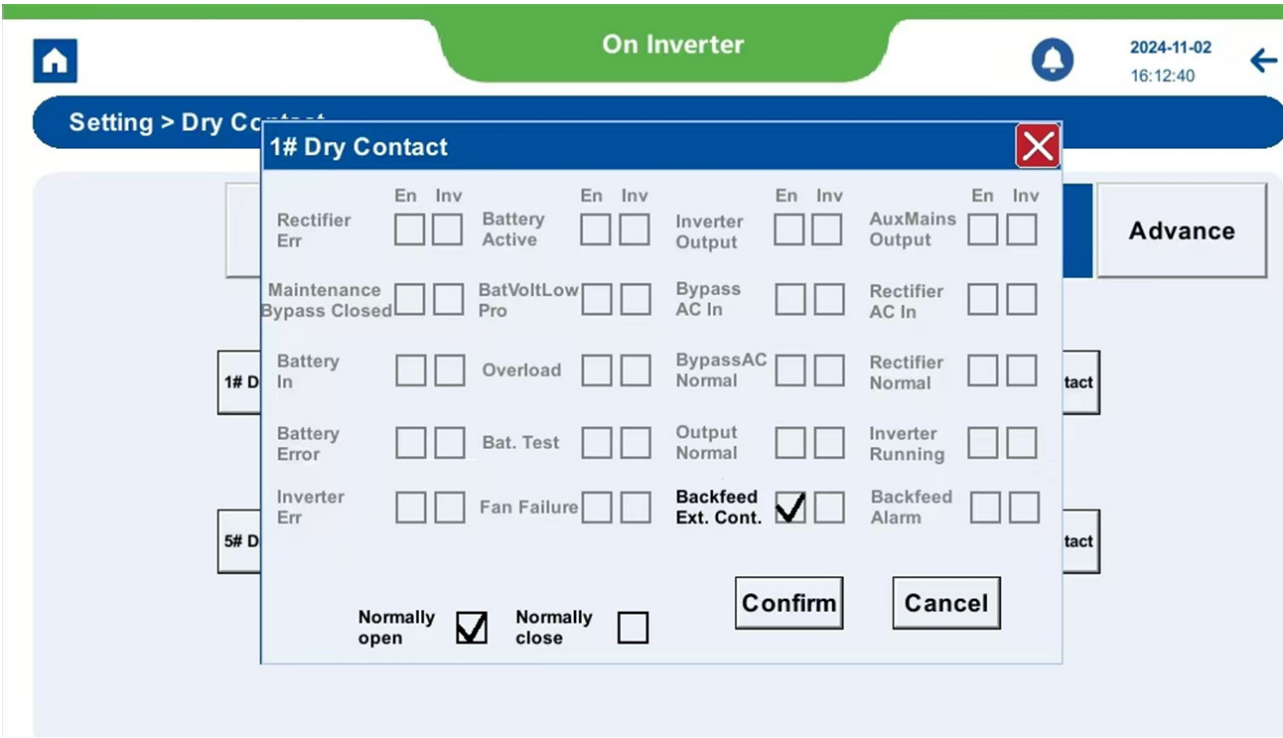 On Inverter
2024-11-02
16:12:40
Setting > Dry Contact
1# Dry Contact
En Inv En Inv En Inv En Inv
Rectifier
Err
Battery
Active
Inverter
Output
AuxMains
Output
Advance
Maintenance
Bypass Closed
BatVoltLow
Pro
Bypass
AC In
Rectifier
AC In
1# D
Battery
In
Overload
BypassAC
Normal
Rectifier
Normal
tact
Battery
Error
Bat. Test
Output
Normal
Inverter
Running
5# D
Inverter
Err
Fan Failure
Backfeed
Ext. Cont.
Backfeed
Alarm
tact
Normally
open
Normally
close
Confirm
Cancel